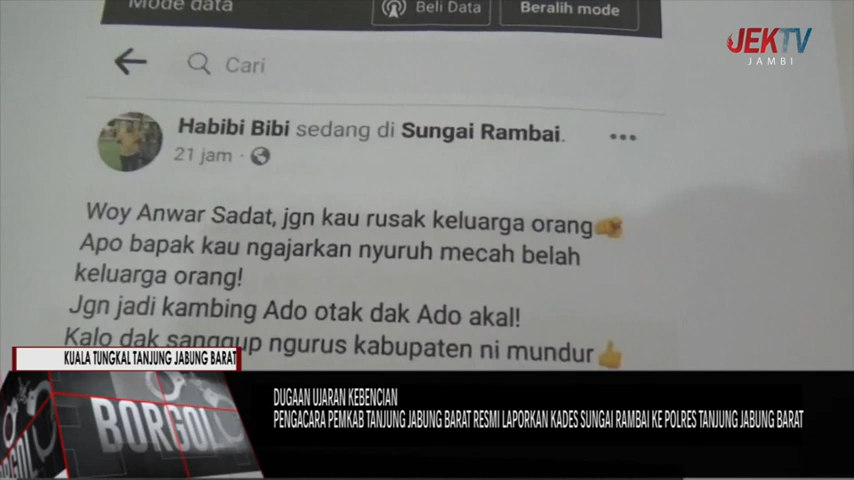 Mode data
Beli Data
Beralih mode
JEKTV
JAMBI
Cari
Habibi Bibi sedang di Sungai Rambai.
21 jam ·
Woy Anwar Sadat, jgn kau rusak keluarga orang
Apo bapak kau ngajarkan nyuruh mecah belah
keluarga orang!
Jgn jadi kambing Ado otak dak Ado akal!
Kalo dak sanggup ngurus kabupaten ni mundur
KUALA TUNGKAL TANJUNG JABUNG BARAT
BORGOL
BORGOL
DUGAAN UJARAN KEBENCIAN
PENGACARA PEMKAB TANJUNG JABUNG BARAT RESMI LAPORKAN KADES SUNGAI RAMBAI KE POLRES TANJUNG JABUNG BARAT